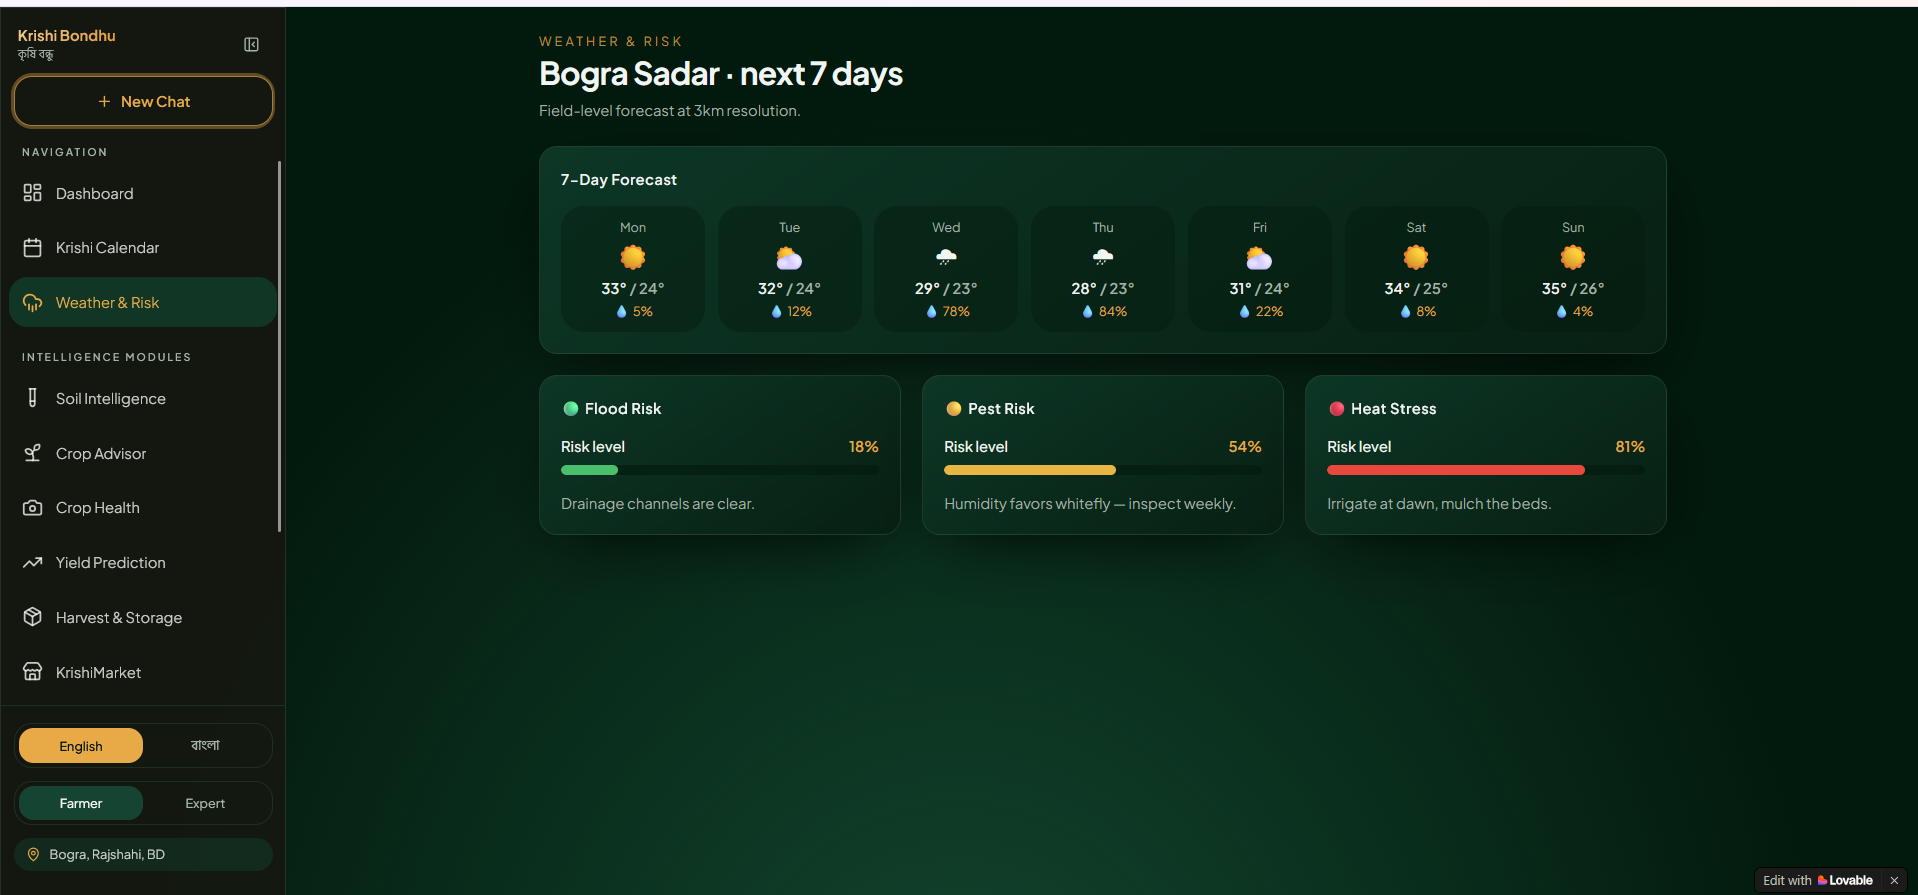 Krishi Bondhu
কৃষি বন্ধু
+ New Chat
NAVIGATION
Dashboard
Krishi Calendar
Weather & Risk
INTELLIGENCE MODULES
Soil Intelligence
Crop Advisor
Crop Health
Yield Prediction
Harvest & Storage
KrishiMarket
English
বাংলা
Farmer
Expert
Bogra, Rajshahi, BD
WEATHER & RISK
Bogra Sadar · next 7 days
Field-level forecast at 3km resolution.
7-Day Forecast
Mon
33° / 24°
5%
Tue
32° / 24°
12%
Wed
29° / 23°
78%
Thu
28° / 23°
84%
Fri
31° / 24°
22%
Sat
34° / 25°
8%
Sun
35° / 26°
4%
Flood Risk
Risk level 18%
Drainage channels are clear.
Pest Risk
Risk level 54%
Humidity favors whitefly — inspect weekly.
Heat Stress
Risk level 81%
Irrigate at dawn, mulch the beds.
Edit with Lovable ×